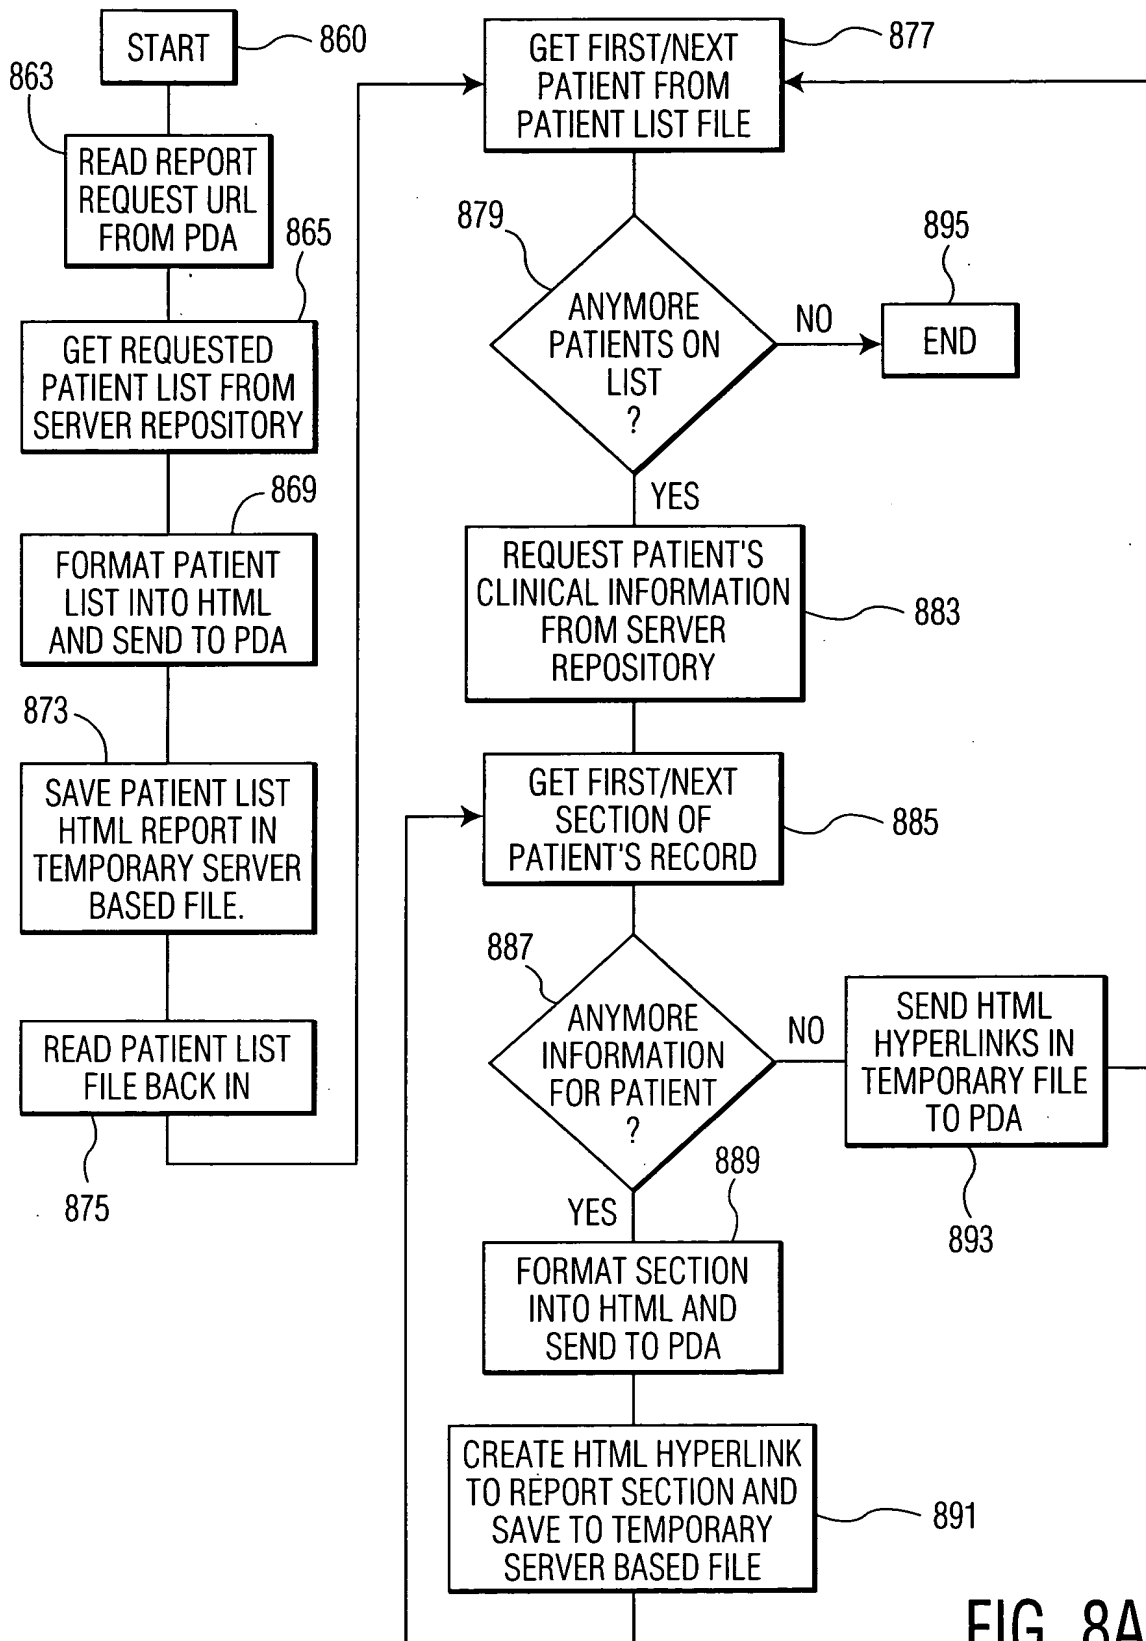 START
860
863
READ REPORT
REQUEST URL
FROM PDA
865
GET REQUESTED
PATIENT LIST FROM
SERVER REPOSITORY
869
FORMAT PATIENT
LIST INTO HTML
AND SEND TO PDA
873
SAVE PATIENT LIST
HTML REPORT IN
TEMPORARY SERVER
BASED FILE.
READ PATIENT LIST
FILE BACK IN
875
GET FIRST/NEXT
PATIENT FROM
PATIENT LIST FILE
877
879
ANYMORE
PATIENTS ON
LIST
?
NO
895
END
YES
REQUEST PATIENT'S
CLINICAL INFORMATION
FROM SERVER
REPOSITORY
883
GET FIRST/NEXT
SECTION OF
PATIENT'S RECORD
885
887
ANYMORE
INFORMATION
FOR PATIENT
?
NO
SEND HTML
HYPERLINKS IN
TEMPORARY FILE
TO PDA
893
YES
889
FORMAT SECTION
INTO HTML AND
SEND TO PDA
CREATE HTML HYPERLINK
TO REPORT SECTION AND
SAVE TO TEMPORARY
SERVER BASED FILE
891
FIG. 8A